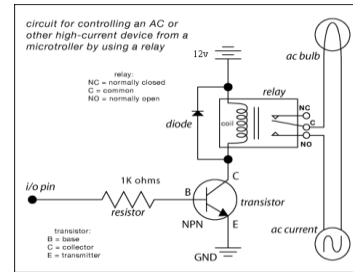 circuit for controlling an AC or
other high-current device from a
microtroller by using a relay
12v
ac bulb
relay:
NC = normally closed
C = common
NO = normally open
relay
NC
C
NO
coil
diode
C
1K ohms
i/o pin
B
transistor
resistor
NPN
E
ac current
transistor:
B = base
C = collector
E = transmitter
GND